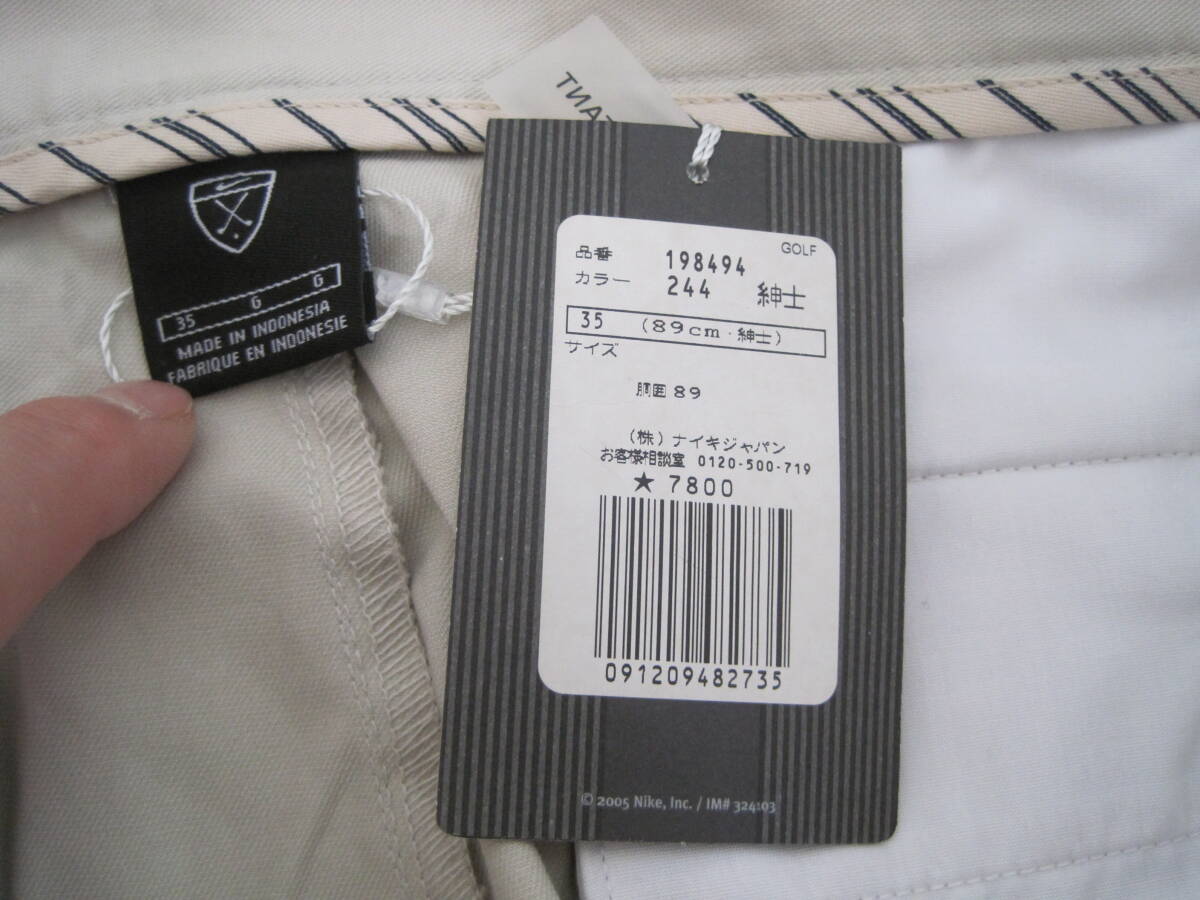 TANT
35 G G
MADE IN INDONESIA
FABRIQUE EN INDONESIE
GOLF
品番 198494
カラー 244 紳士
35 (89cm・紳士)
サイズ
胴囲 89
(株) ナイキジャパン
お客様相談室 0120-500-719
★ 7800
091209482735
© 2005 Nike, Inc. / IM# 324103